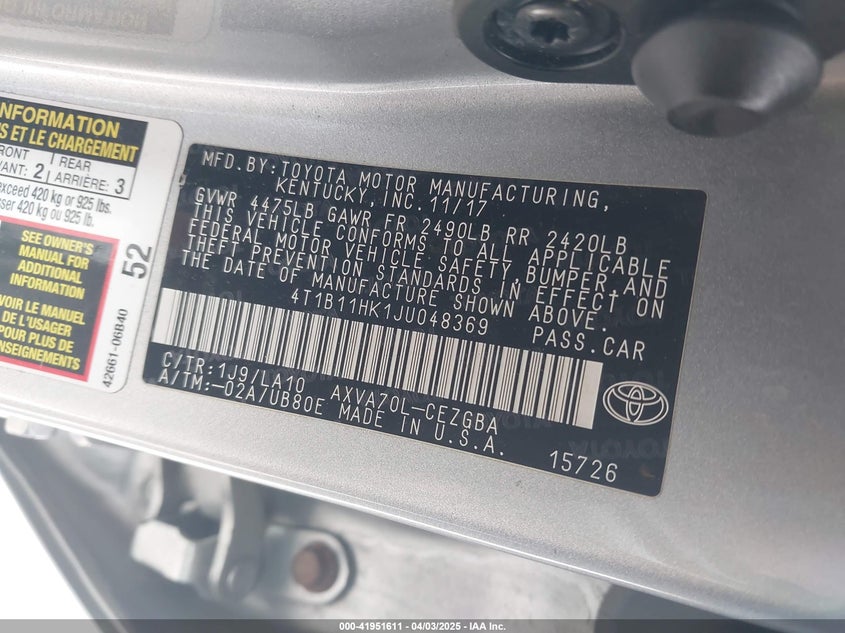 NFORMATION
S ET LE CHARGEMENT
FRONT
VANT: 2
REAR
ARRIÈRE: 3
exceed 420 kg or 925 lbs.
sser 420 kg ou 925 lb.
SEE OWNER'S
MANUAL FOR
ADDITIONAL
INFORMATION
Voir le MANUEL
DE L'USAGER
POUR PLUS DE
NSEIGNEMENTS
52
42661-06B40
MFD.BY:TOYOTA MOTOR MANUFACTURING,
KENTUCKY,INC. 11/17
GVWR 4475LB GAWR FR 2490LB RR 2420LB
THIS VEHICLE CONFORMS TO ALL APPLICABLE
FEDERAL MOTOR VEHICLE SAFETY, BUMPER,AND
THEFT PREVENTION STANDARDS IN EFFECT ON
THE DATE OF MANUFACTURE SHOWN ABOVE.
4T1B11HK1JU048369
PASS.CAR
C/TR:1J9/LA10 AXVA70L-CEZGBA
A/TM:-02A/UB80E MADE IN U.S.A.
15726
000-41951611 - 04/03/2025 - IAA Inc.